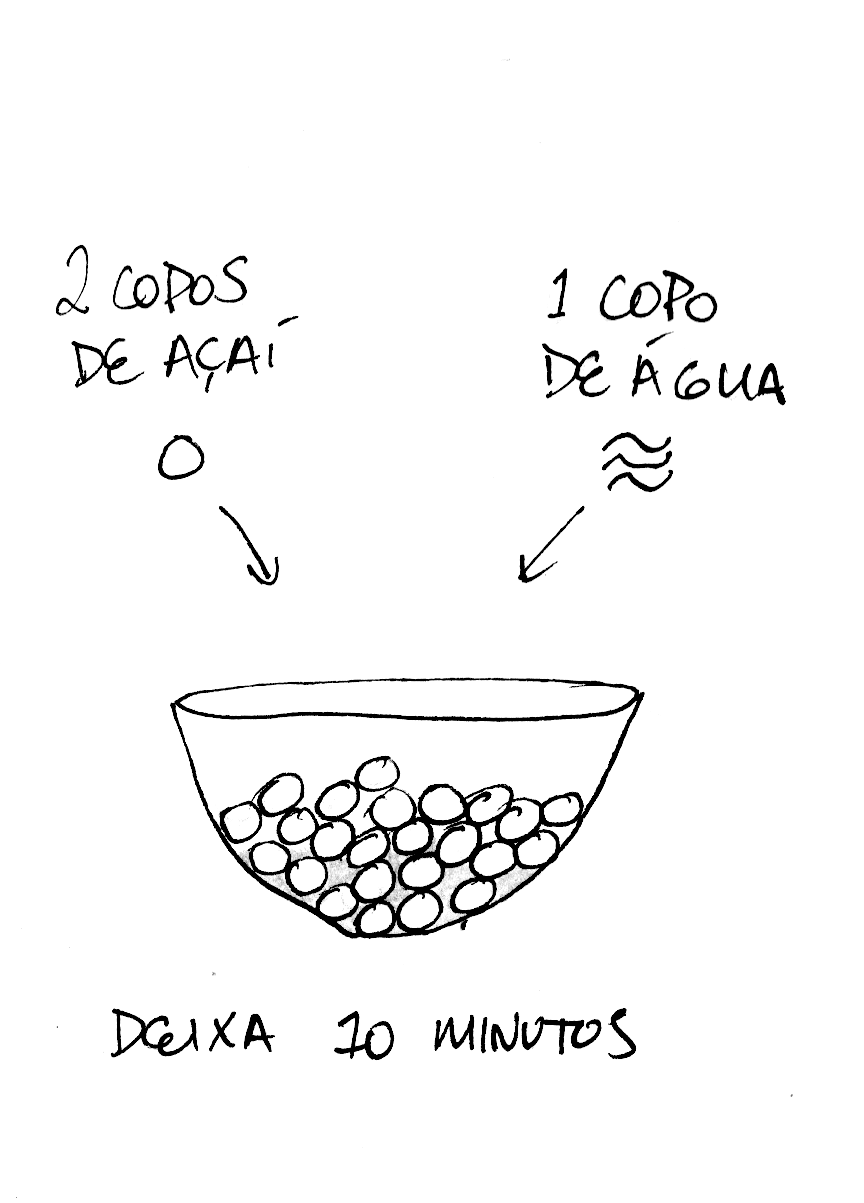 2 COPOS
DE AÇAÍ
1 COPO
DE ÁGUA
DEIXA 10 MINUTOS